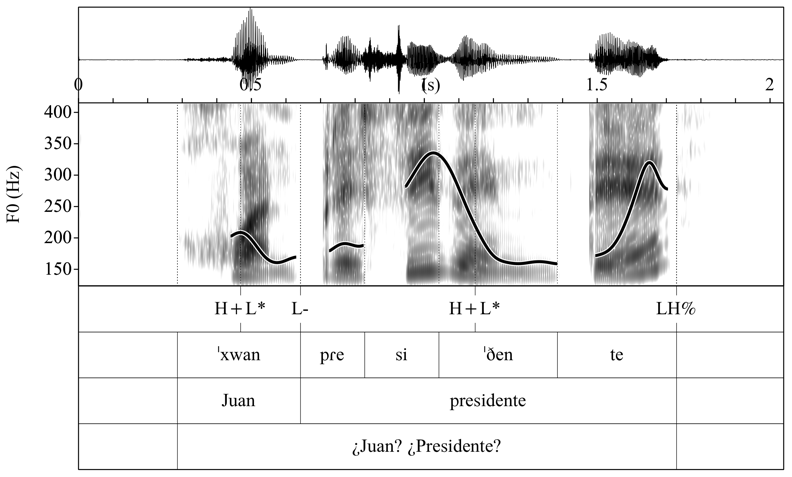 0 0.5 (s) 1.5 2
400
350
300
250
200
150
F0 (Hz)
H+L* L- H+L* LH%
ˈxwan pɾe si ˈðen te
Juan presidente
¿Juan? ¿Presidente?